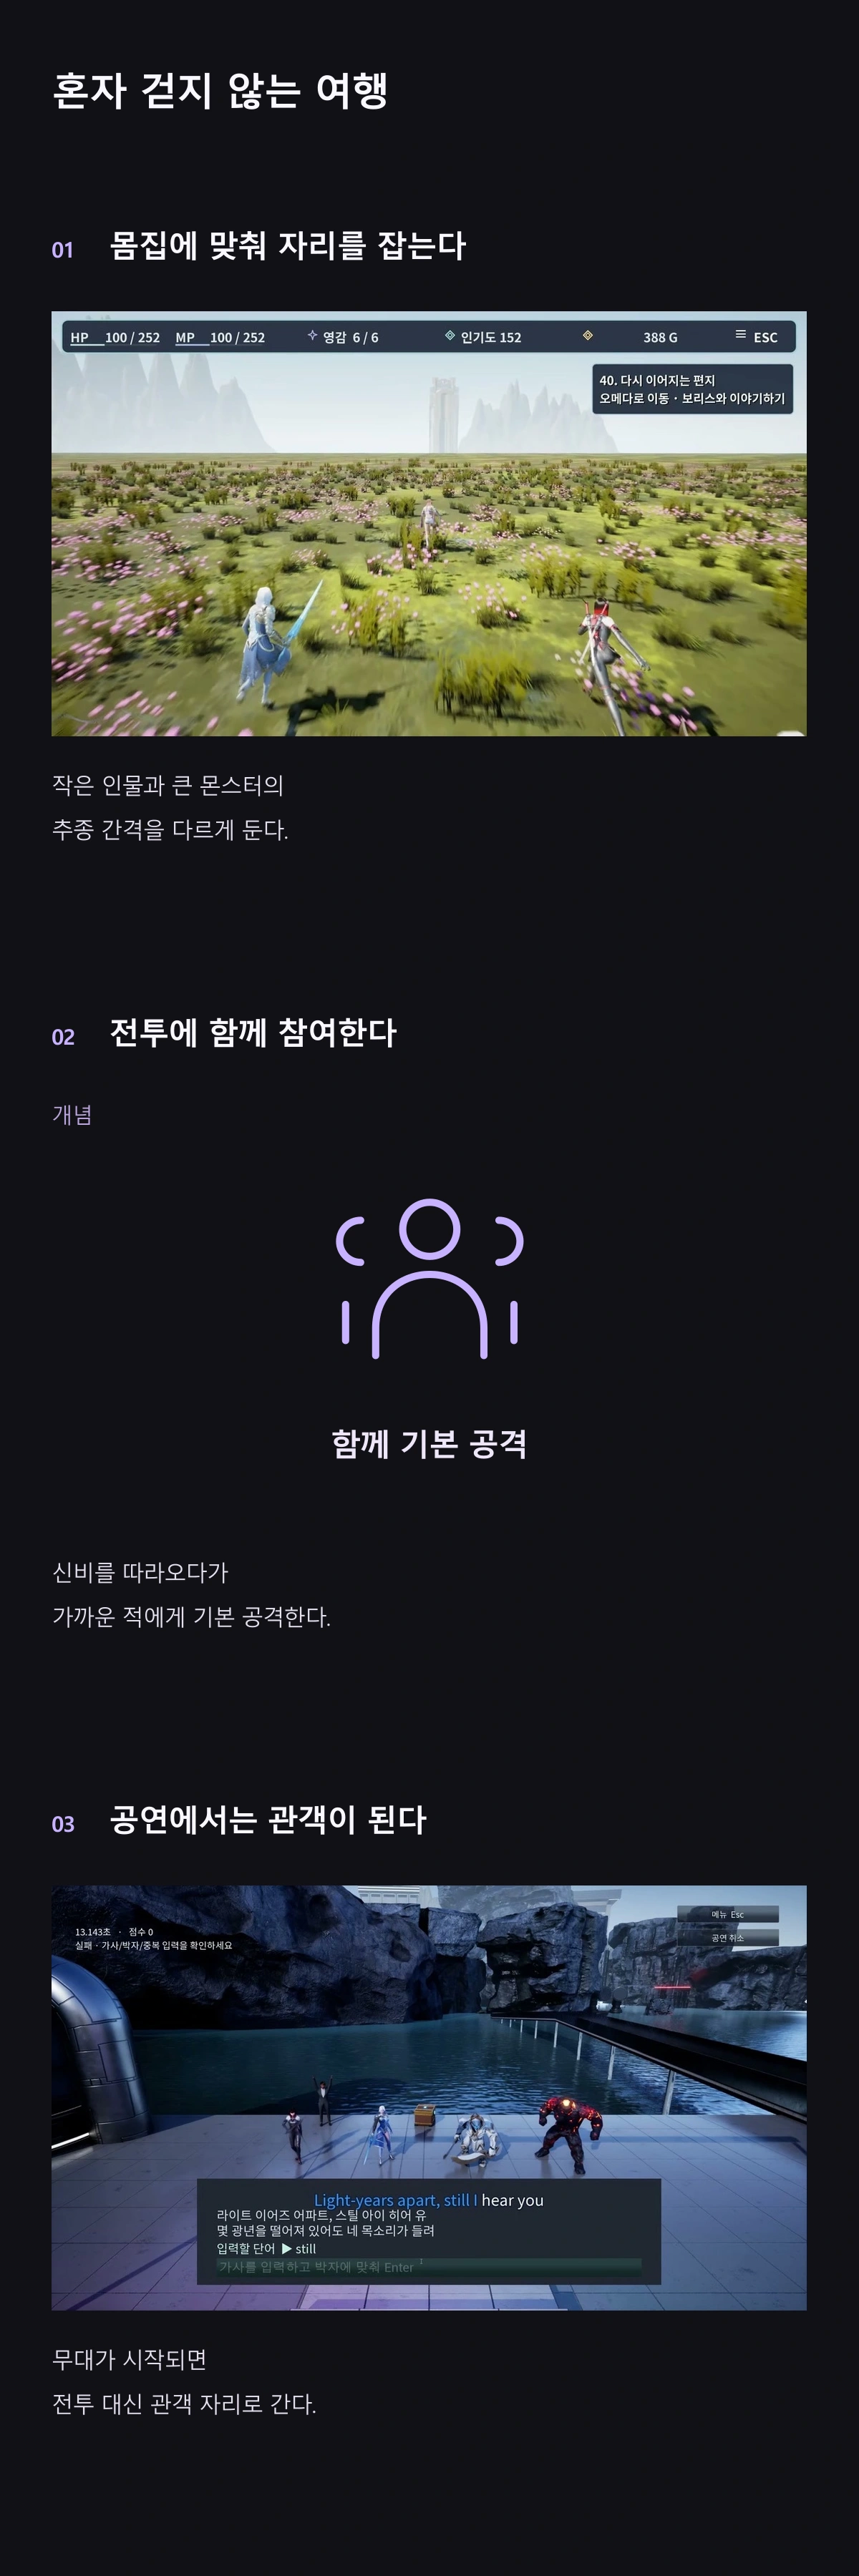 혼자 걷지 않는 여행
01 몸집에 맞춰 자리를 잡는다
HP 100 / 252 MP 100 / 252 영감 6 / 6 인기도 152 388 G ESC
40. 다시 이어지는 편지
오메다로 이동 · 보리스와 이야기하기
작은 인물과 큰 몬스터의
추종 간격을 다르게 둔다.
02 전투에 함께 참여한다
개념
함께 기본 공격
신비를 따라오다가
가까운 적에게 기본 공격한다.
03 공연에서는 관객이 된다
13.143초 · 점수 0
실패 · 가사/박자/중복 입력을 확인하세요
메뉴 Esc
공연 취소
Light-years apart, still I hear you
라이트 이어즈 어파트, 스틸 아이 히어 유
몇 광년을 떨어져 있어도 네 목소리가 들려
입력할 단어 ▶ still
가사를 입력하고 박자에 맞춰 Enter
무대가 시작되면
전투 대신 관객 자리로 간다.